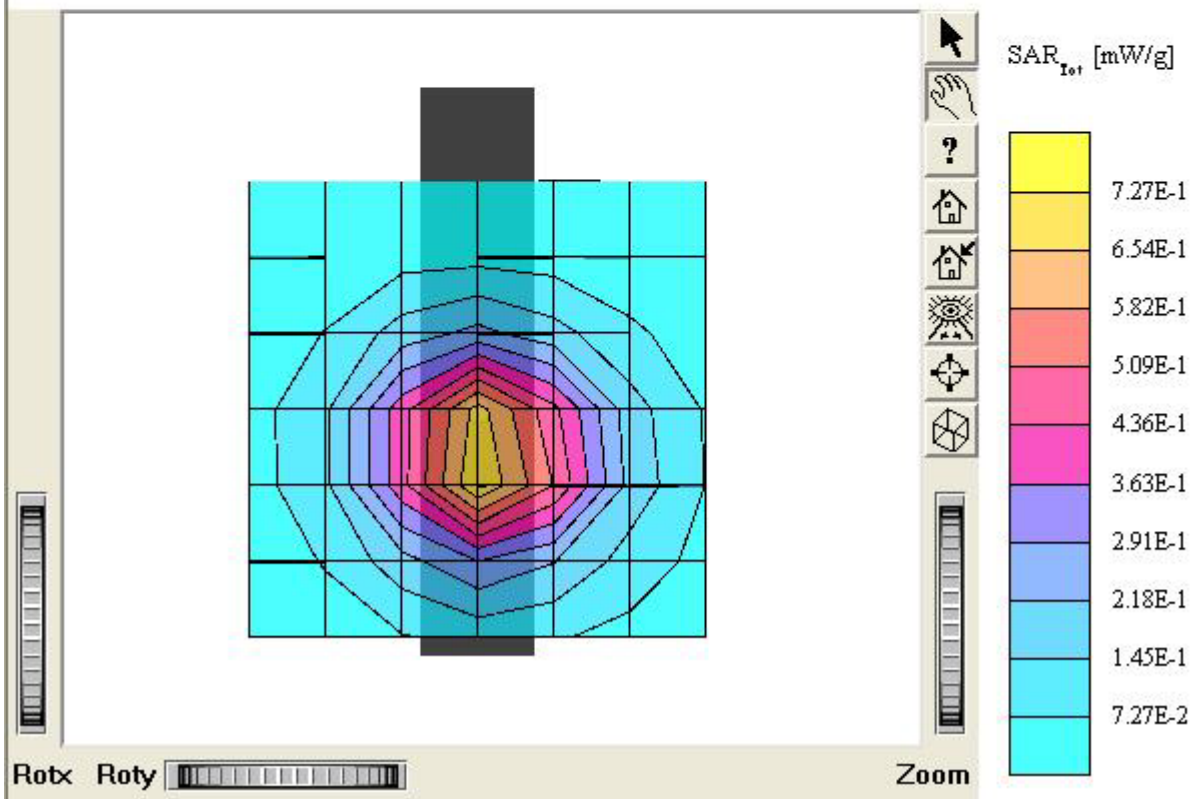 ?
SAR_Tot [mW/g]
7.27E-1
6.54E-1
5.82E-1
5.09E-1
4.36E-1
3.63E-1
2.91E-1
2.18E-1
1.45E-1
7.27E-2
Rotx Roty Zoom